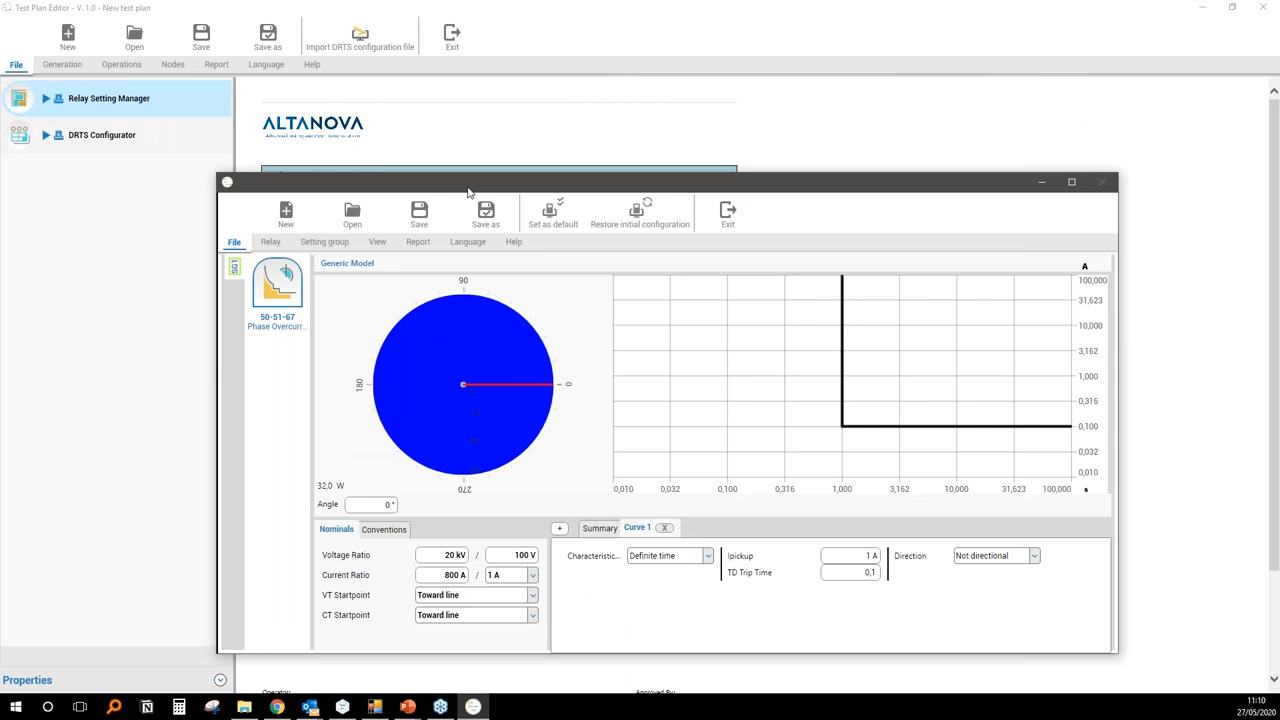 Test Plan Editor - V. 1.0 - New test plan
New Open Save Save as Import DRTS configuration file Exit
File Generation Operations Nodes Report Language Help
Relay Setting Manager
DRTS Configurator
ALTANOVA
New Open Save Save as Set as default Restore initial configuration Exit
File Relay Setting group View Report Language Help
SG1
50-51-67
Phase Overcurr...
Generic Model
90
180
0
270
32,0 W
Angle 0 °
A
100,000
31,623
10,000
3,162
1,000
0,316
0,100
0,032
0,010
0,010 0,032 0,100 0,316 1,000 3,162 10,000 31,623 100,000 s
Nominals Conventions
Voltage Ratio 20 kV / 100 V
Current Ratio 800 A / 1 A
VT Startpoint Toward line
CT Startpoint Toward line
+ Summary Curve 1 X
Characteristic... Definite time Ipickup 1 A Direction Not directional
TD Trip Time 0,1
Properties
Operator: Approved By:
11:10
27/05/2020